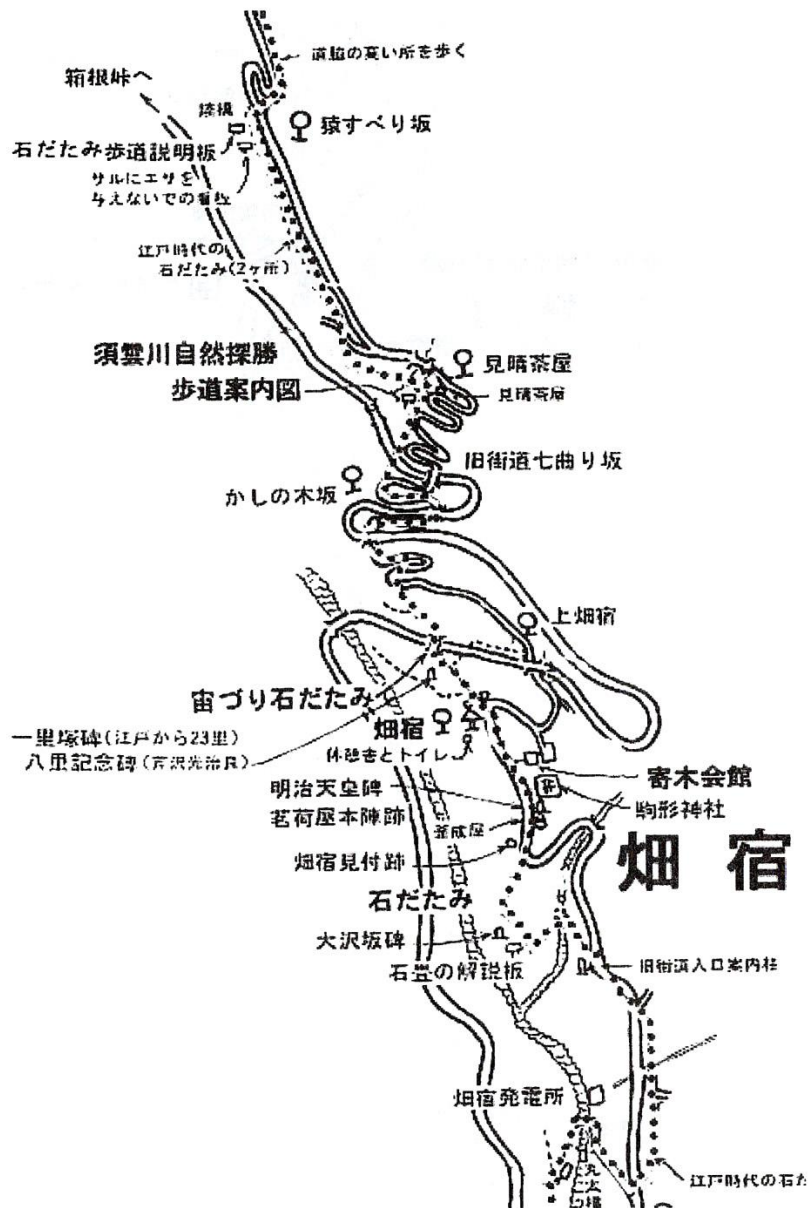 道脇の高い所を歩く
箱根峠へ
猿すべり坂
石だたみ歩道説明板
サルにエサを
与えないでの看板
江戸時代の
石だたみ(2ヶ所)
須雲川自然探勝
歩道案内図
見晴茶屋
見晴茶屋
旧街道七曲り坂
かしの木坂
上畑宿
宙づり石だたみ
一里塚碑(江戸から23里)
八里記念碑(芹沢光治良)
畑宿
休憩舎とトイレ
寄木会館
明治天皇碑
駒形神社
茗荷屋本陣跡
畑宿見付跡
畑宿
石だたみ
大沢坂碑
石畳の解説板
旧街道入口案内柱
畑宿発電所
江戸時代の石だ